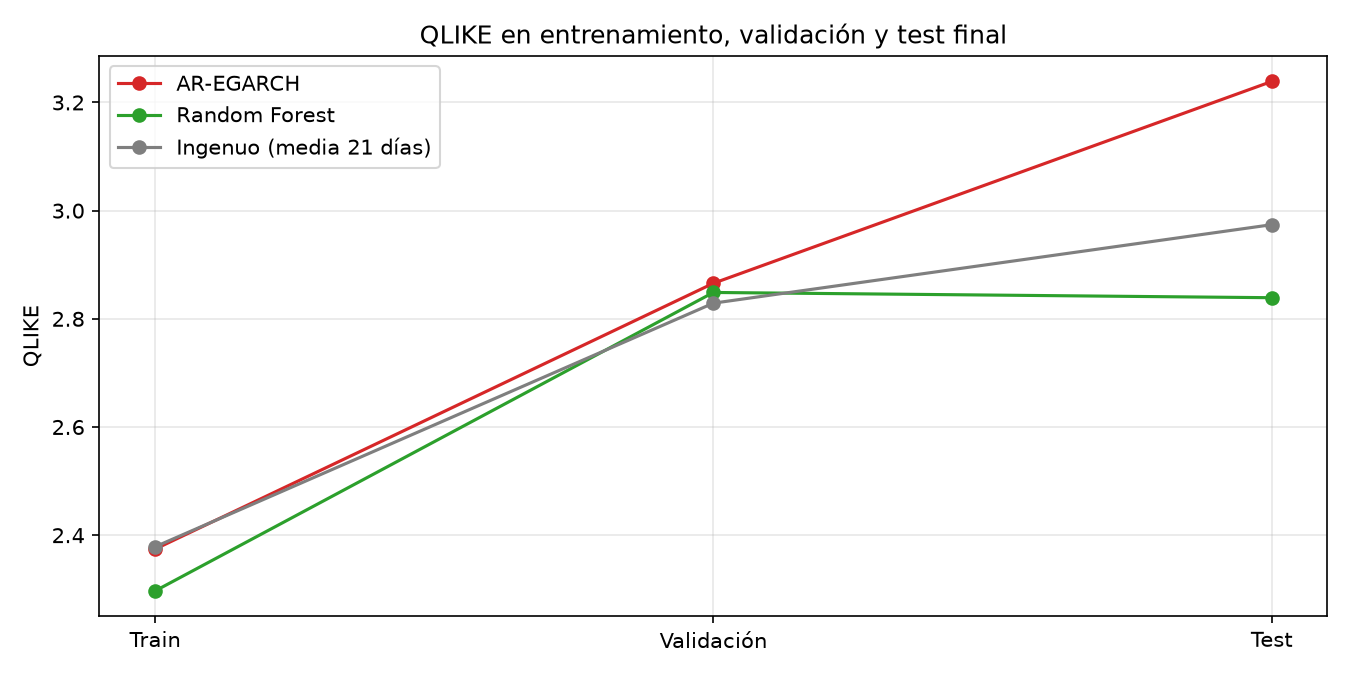 QLIKE en entrenamiento, validación y test final
AR-EGARCH
Random Forest
Ingenuo (media 21 días)
3.2
3.0
2.8
2.6
2.4
QLIKE
Train
Validación
Test